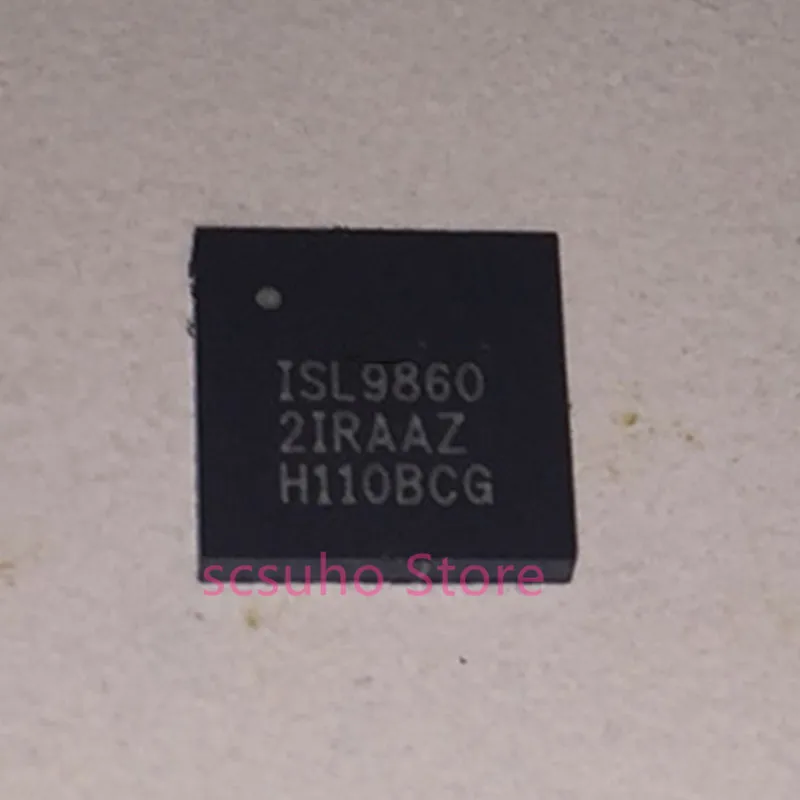 ISL9860
2IRAAZ
H110BCG
scsuho Store